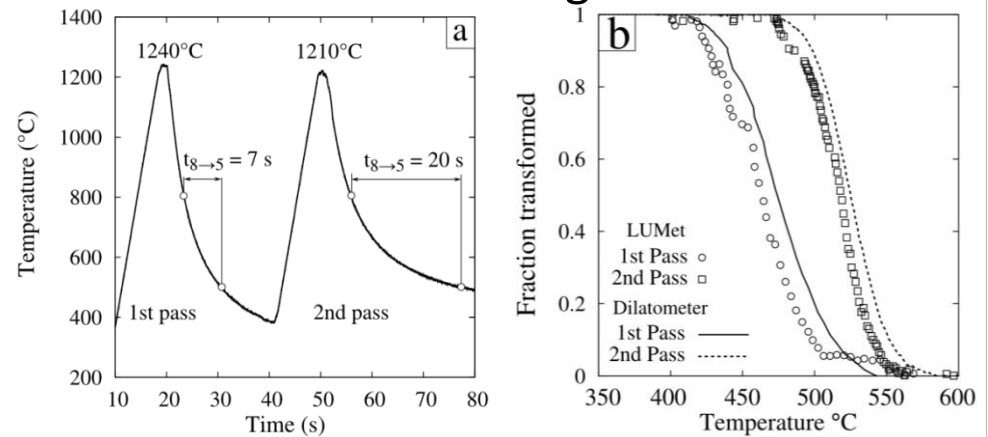 1400
1200
1000
800
600
400
200
Temperature (°C)
a
1240°C
1210°C
t8→5 = 7 s
t8→5 = 20 s
1st pass
2nd pass
10 20 30 40 50 60 70 80
Time (s)
1
0.8
0.6
0.4
0.2
0
Fraction transformed
b
LUMet
1st Pass
2nd Pass
Dilatometer
1st Pass
2nd Pass
350 400 450 500 550 600
Temperature °C